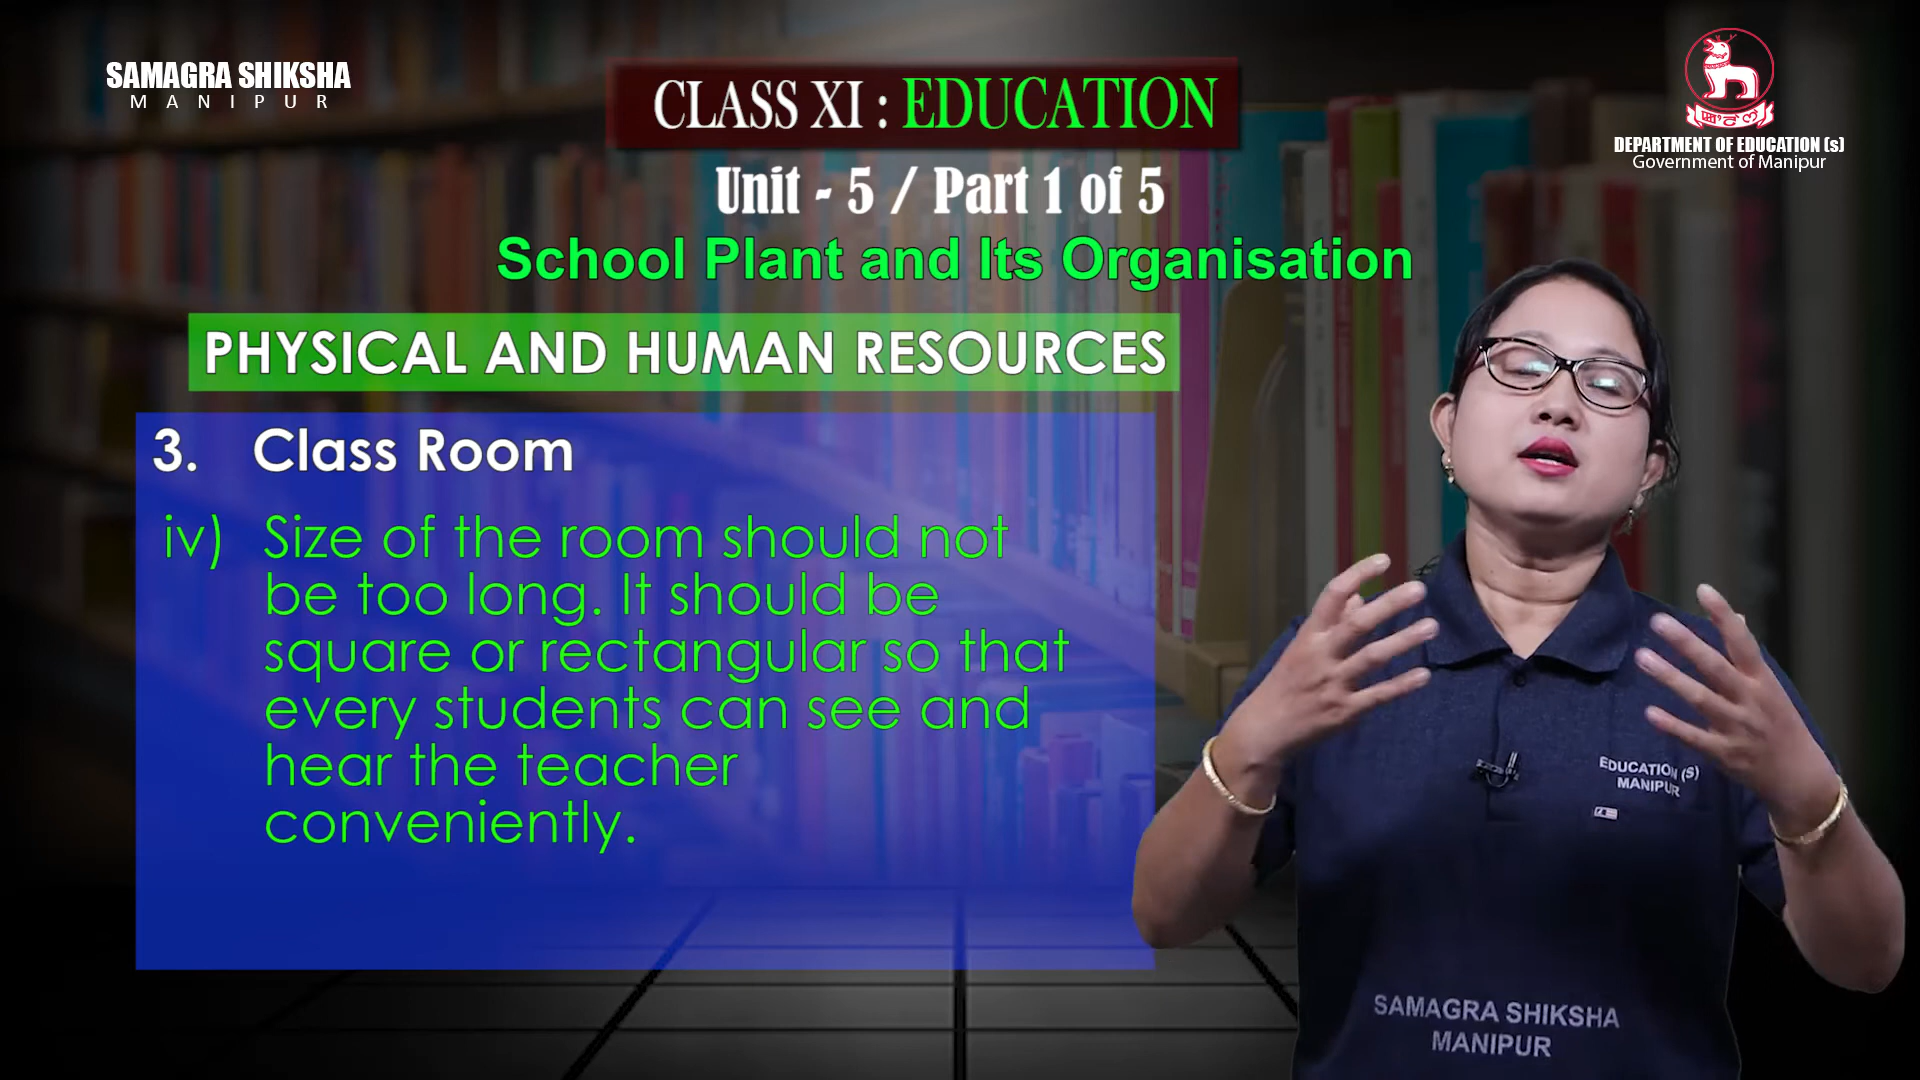 SAMAGRA SHIKSHA
MANIPUR
CLASS XI : EDUCATION
Unit - 5 / Part 1 of 5
School Plant and Its Organisation
DEPARTMENT OF EDUCATION (s)
Government of Manipur
PHYSICAL AND HUMAN RESOURCES
3. Class Room
iv) Size of the room should not
be too long. It should be
square or rectangular so that
every students can see and
hear the teacher
conveniently.
EDUCATION (S)
MANIPUR
SAMAGRA SHIKSHA
MANIPUR